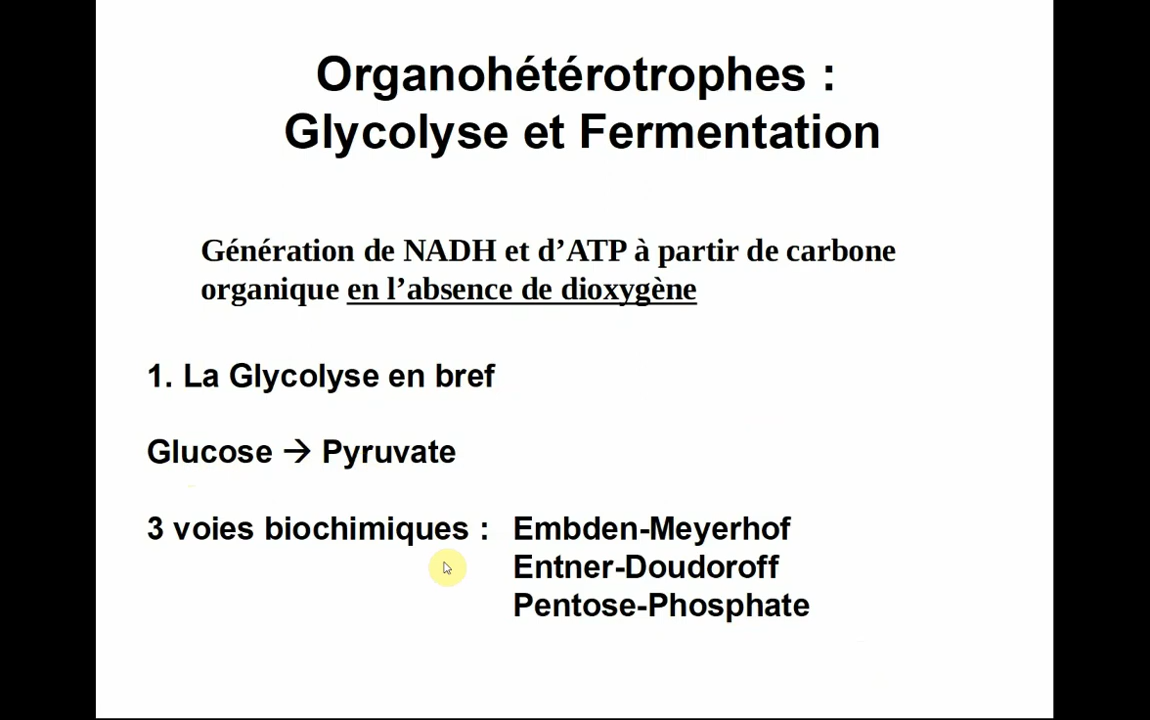 Organohétérotrophes :
Glycolyse et Fermentation
Génération de NADH et d’ATP à partir de carbone
organique en l’absence de dioxygène
1. La Glycolyse en bref
Glucose → Pyruvate
3 voies biochimiques : Embden-Meyerhof
Entner-Doudoroff
Pentose-Phosphate